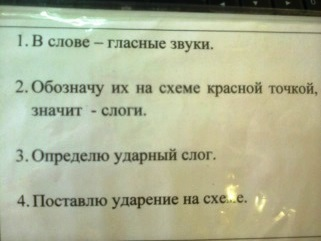 1. В слове – гласные звуки.
2. Обозначу их на схеме красной точкой,
значит - слоги.
3. Определю ударный слог.
4. Поставлю ударение на схеме.